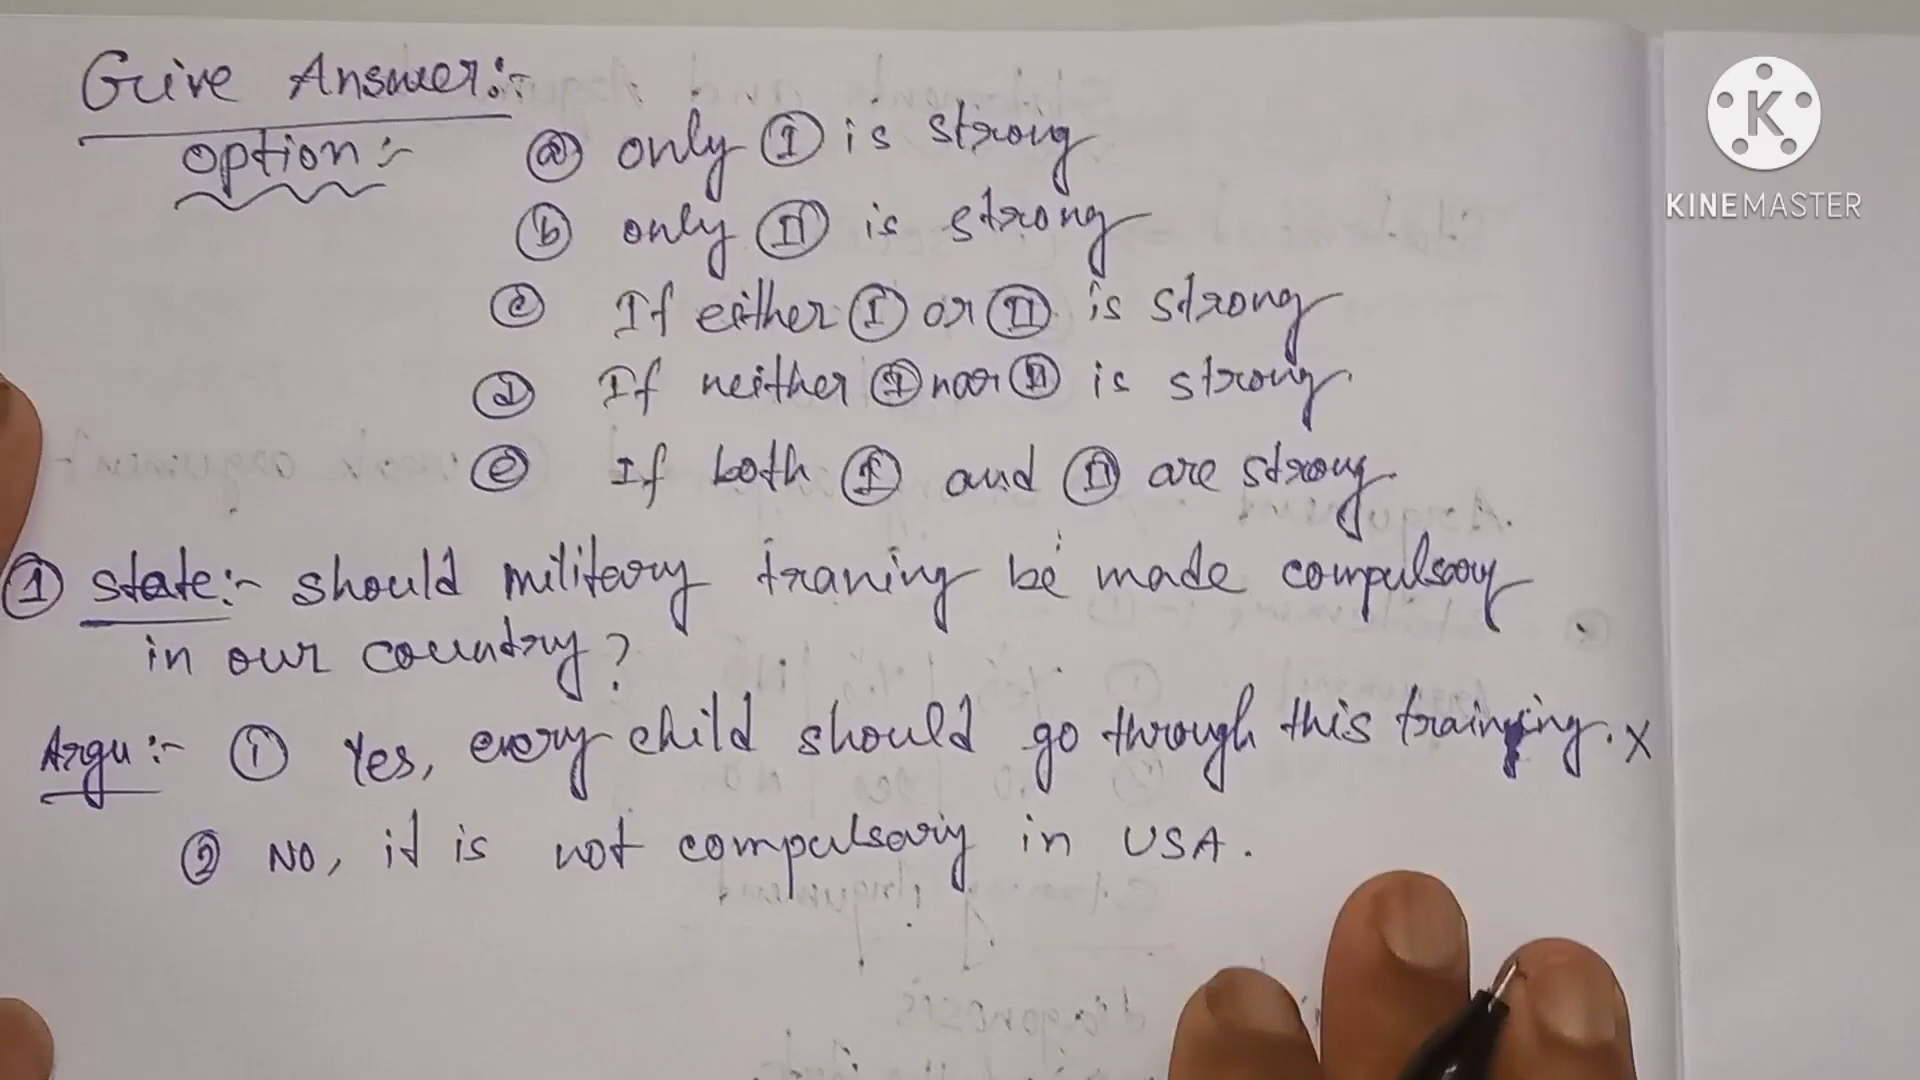 Give Answer:-
option:- (a) only (I) is strong
(b) only (II) is strong
(c) If either (I) or (II) is strong
(d) If neither (I) nor (II) is strong.
(e) If both (I) and (II) are strong.
(1) state:- should military traning be made compulsory
in our country?
Argu:- (1) Yes, every child should go through this training. X
(2) NO, it is not compulsary in USA.
K
KINEMASTER